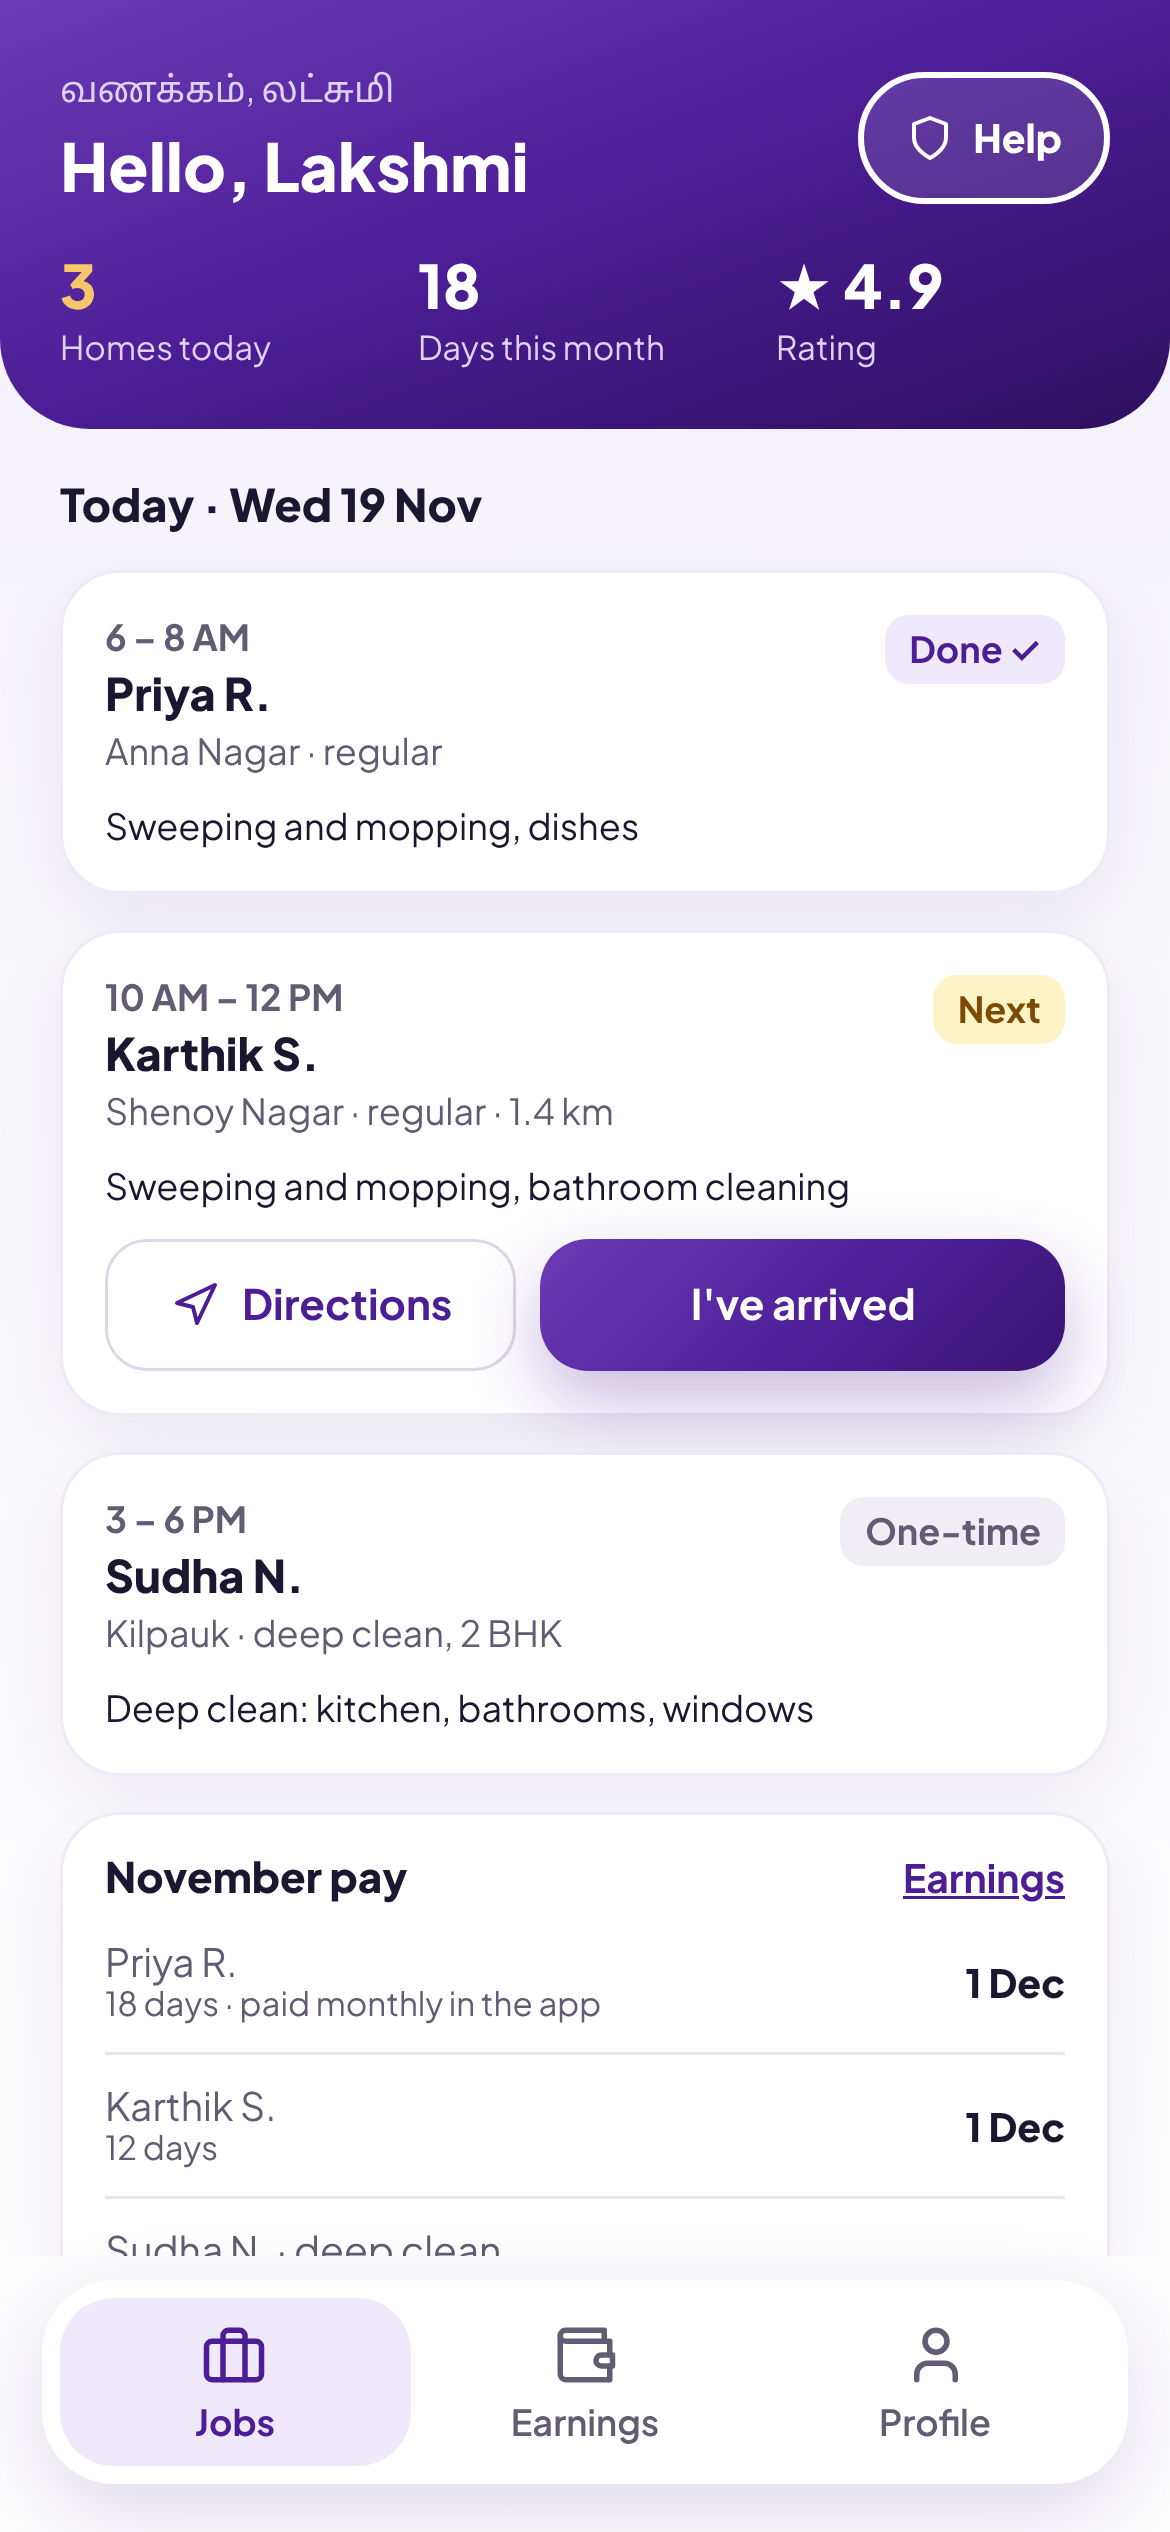 வணக்கம், லட்சுமி
Hello, Lakshmi
Help
3
Homes today
18
Days this month
★ 4.9
Rating
Today · Wed 19 Nov
6 – 8 AM
Done ✓
Priya R.
Anna Nagar · regular
Sweeping and mopping, dishes
10 AM – 12 PM
Next
Karthik S.
Shenoy Nagar · regular · 1.4 km
Sweeping and mopping, bathroom cleaning
Directions
I've arrived
3 – 6 PM
One-time
Sudha N.
Kilpauk · deep clean, 2 BHK
Deep clean: kitchen, bathrooms, windows
November pay
Earnings
Priya R.
18 days · paid monthly in the app
1 Dec
Karthik S.
12 days
1 Dec
Sudha N. · deep clean
Jobs
Earnings
Profile